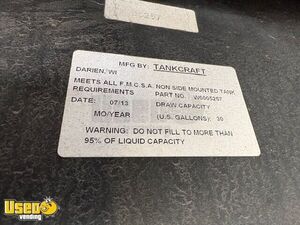 MFG BY: TANKCRAFT
DARIEN, WI
MEETS ALL F.M.C.S.A. NON SIDE MOUNTED TANK
REQUIREMENTS PART NO.
DATE: 07/13 DRAW CAPACITY
MO/YEAR (U.S. GALLONS): 30
WARNING: DO NOT FILL TO MORE THAN
95% OF LIQUID CAPACITY
Used
vending